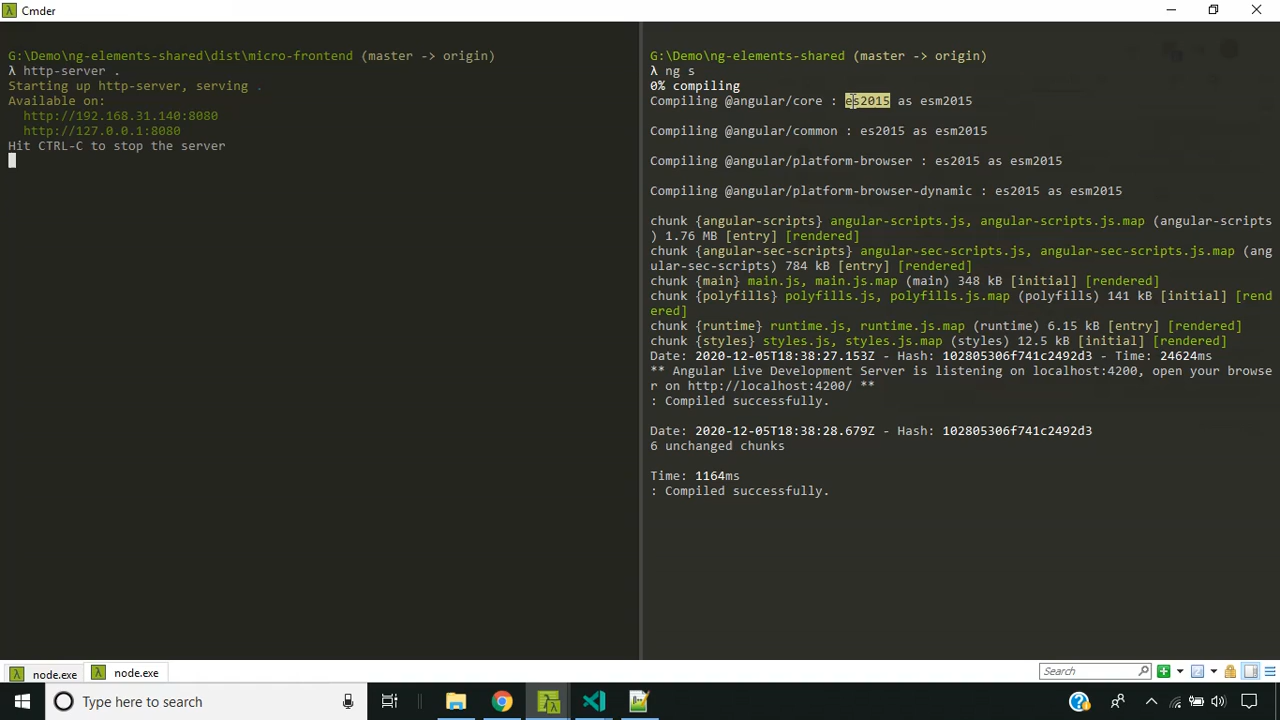 Cmder
G:\Demo\ng-elements-shared\dist\micro-frontend (master -> origin)
λ http-server .
Starting up http-server, serving .
Available on:
http://192.168.31.140:8080
http://127.0.0.1:8080
Hit CTRL-C to stop the server
G:\Demo\ng-elements-shared (master -> origin)
λ ng s
0% compiling
Compiling @angular/core : es2015 as esm2015
Compiling @angular/common : es2015 as esm2015
Compiling @angular/platform-browser : es2015 as esm2015
Compiling @angular/platform-browser-dynamic : es2015 as esm2015
chunk {angular-scripts} angular-scripts.js, angular-scripts.js.map (angular-scripts
) 1.76 MB [entry] [rendered]
chunk {angular-sec-scripts} angular-sec-scripts.js, angular-sec-scripts.js.map (ang
ular-sec-scripts) 784 kB [entry] [rendered]
chunk {main} main.js, main.js.map (main) 348 kB [initial] [rendered]
chunk {polyfills} polyfills.js, polyfills.js.map (polyfills) 141 kB [initial] [rend
ered]
chunk {runtime} runtime.js, runtime.js.map (runtime) 6.15 kB [entry] [rendered]
chunk {styles} styles.js, styles.js.map (styles) 12.5 kB [initial] [rendered]
Date: 2020-12-05T18:38:27.153Z - Hash: 102805306f741c2492d3 - Time: 24624ms
** Angular Live Development Server is listening on localhost:4200, open your browse
r on http://localhost:4200/ **
: Compiled successfully.
Date: 2020-12-05T18:38:28.679Z - Hash: 102805306f741c2492d3
6 unchanged chunks
Time: 1164ms
: Compiled successfully.
node.exe
node.exe
Search
Type here to search